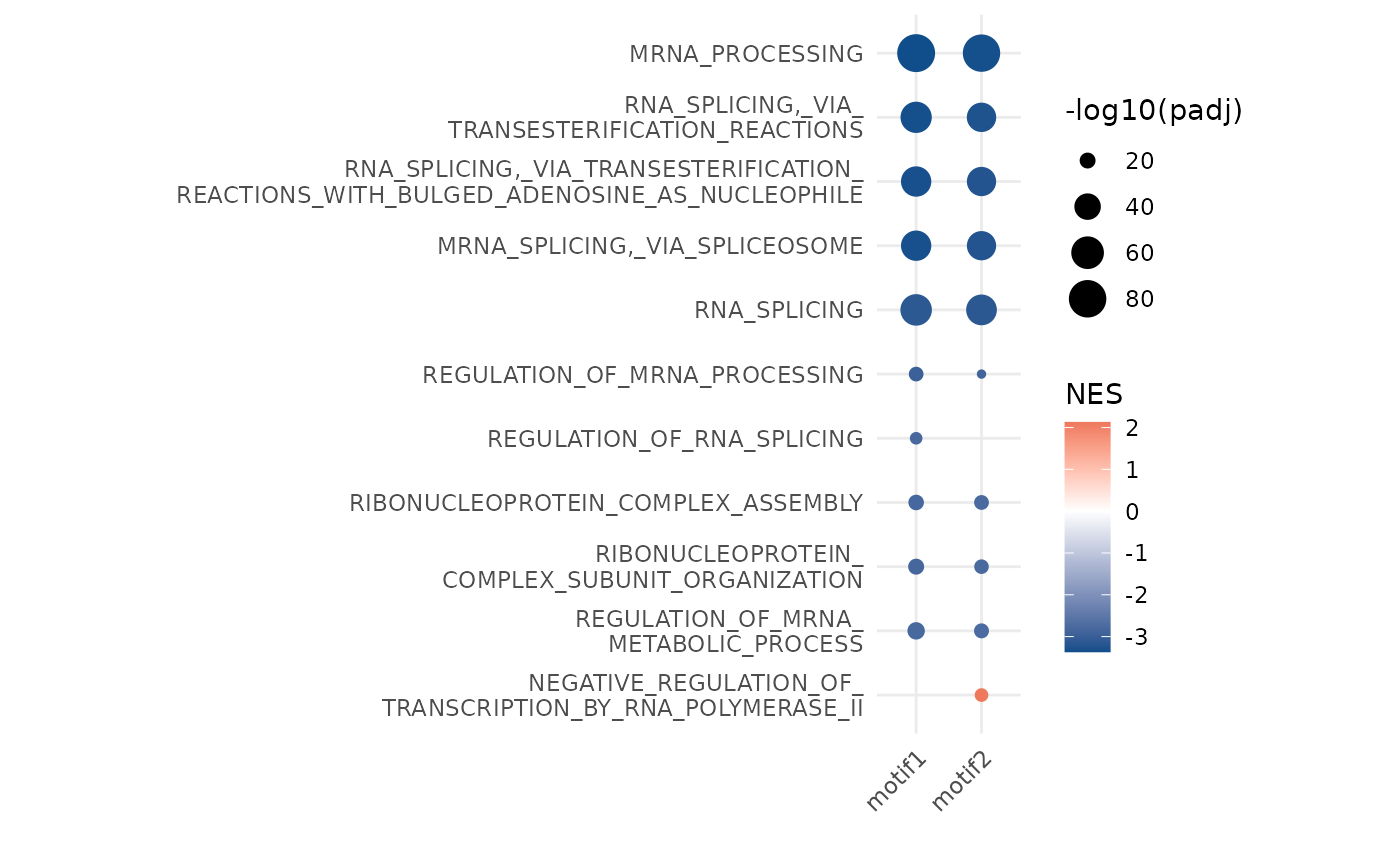 MRNA_PROCESSING
RNA_SPLICING,_VIA_
TRANSESTERIFICATION_REACTIONS
RNA_SPLICING,_VIA_TRANSESTERIFICATION_
REACTIONS_WITH_BULGED_ADENOSINE_AS_NUCLEOPHILE
MRNA_SPLICING,_VIA_SPLICEOSOME
RNA_SPLICING
REGULATION_OF_MRNA_PROCESSING
REGULATION_OF_RNA_SPLICING
RIBONUCLEOPROTEIN_COMPLEX_ASSEMBLY
RIBONUCLEOPROTEIN_
COMPLEX_SUBUNIT_ORGANIZATION
REGULATION_OF_MRNA_
METABOLIC_PROCESS
NEGATIVE_REGULATION_OF_
TRANSCRIPTION_BY_RNA_POLYMERASE_II
motif1
motif2
-log10(padj)
20
40
60
80
NES
2
1
0
-1
-2
-3